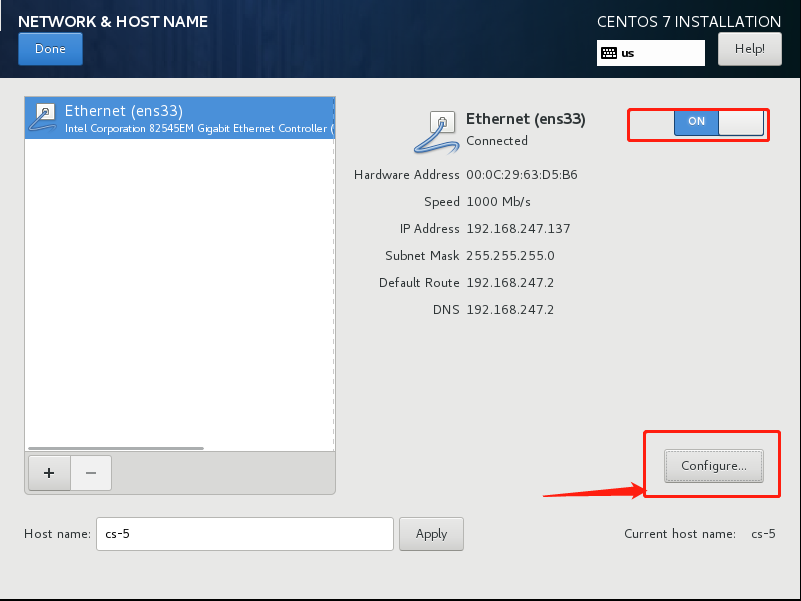 NETWORK & HOST NAME
CENTOS 7 INSTALLATION
Done
us
Help!
Ethernet (ens33)
Intel Corporation 82545EM Gigabit Ethernet Controller (
Ethernet (ens33)
Connected
ON
Hardware Address 00:0C:29:63:D5:B6
Speed 1000 Mb/s
IP Address 192.168.247.137
Subnet Mask 255.255.255.0
Default Route 192.168.247.2
DNS 192.168.247.2
+ −
Configure...
Host name: cs-5 Apply Current host name: cs-5